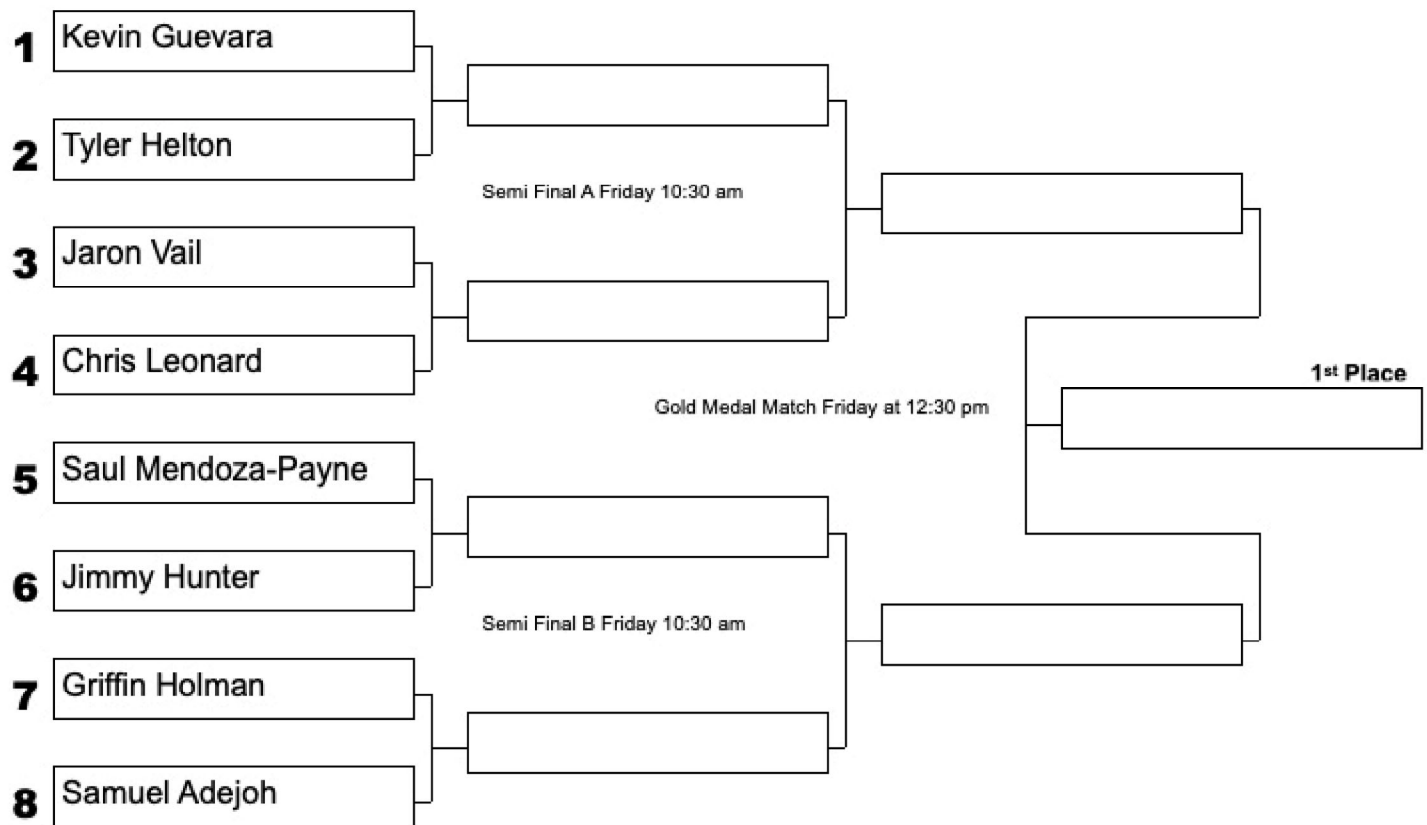 1 Kevin Guevara
2 Tyler Helton
Semi Final A Friday 10:30 am
3 Jaron Vail
4 Chris Leonard
1st Place
Gold Medal Match Friday at 12:30 pm
5 Saul Mendoza-Payne
6 Jimmy Hunter
Semi Final B Friday 10:30 am
7 Griffin Holman
8 Samuel Adejoh